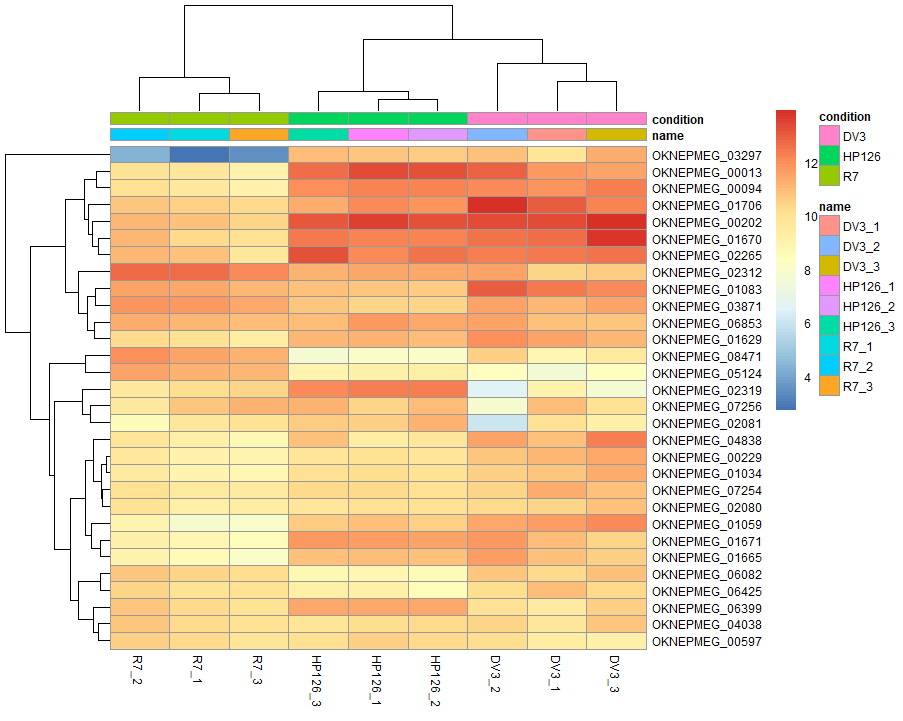 condition
name
OKNEPMEG_03297
OKNEPMEG_00013
OKNEPMEG_00094
OKNEPMEG_01706
OKNEPMEG_00202
OKNEPMEG_01670
OKNEPMEG_02265
OKNEPMEG_02312
OKNEPMEG_01083
OKNEPMEG_03871
OKNEPMEG_06853
OKNEPMEG_01629
OKNEPMEG_08471
OKNEPMEG_05124
OKNEPMEG_02319
OKNEPMEG_07256
OKNEPMEG_02081
OKNEPMEG_04838
OKNEPMEG_00229
OKNEPMEG_01034
OKNEPMEG_07254
OKNEPMEG_02080
OKNEPMEG_01059
OKNEPMEG_01671
OKNEPMEG_01665
OKNEPMEG_06082
OKNEPMEG_06425
OKNEPMEG_06399
OKNEPMEG_04038
OKNEPMEG_00597
R7_2
R7_1
R7_3
HP126_3
HP126_1
HP126_2
DV3_2
DV3_1
DV3_3
12
10
8
6
4
condition
DV3
HP126
R7
name
DV3_1
DV3_2
DV3_3
HP126_1
HP126_2
HP126_3
R7_1
R7_2
R7_3